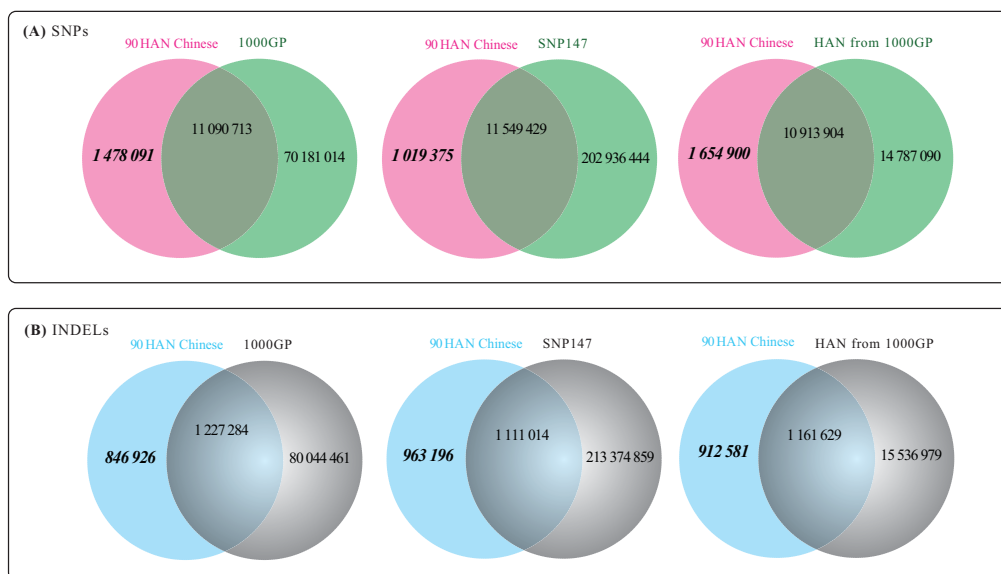 (A) SNPs
90 HAN Chinese
1000GP
90 HAN Chinese
SNP147
90 HAN Chinese
HAN from 1000GP
1 478 091
11 090 713
70 181 014
1 019 375
11 549 429
202 936 444
1 654 900
10 913 904
14 787 090
(B) INDELs
90 HAN Chinese
1000GP
90 HAN Chinese
SNP147
90 HAN Chinese
HAN from 1000GP
846 926
1 227 284
80 044 461
963 196
1 111 014
213 374 859
912 581
1 161 629
15 536 979